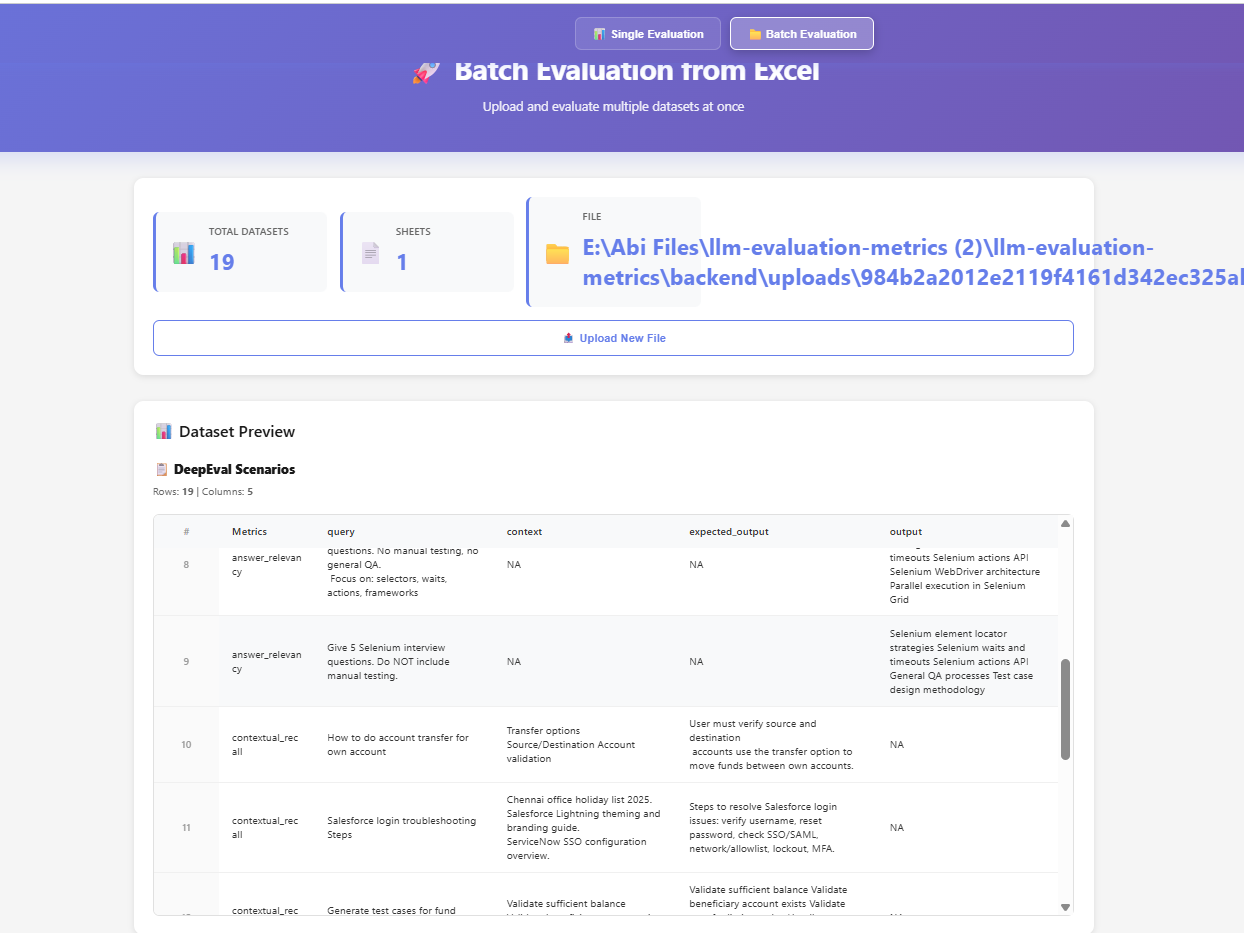 Single Evaluation
Batch Evaluation
Batch Evaluation from Excel
Upload and evaluate multiple datasets at once
TOTAL DATASETS
19
SHEETS
1
FILE
E:\Abi Files\llm-evaluation-metrics (2)\llm-evaluation-
metrics\backend\uploads\984b2a2012e2119f4161d342ec325a
Upload New File
Dataset Preview
DeepEval Scenarios
Rows: 19 | Columns: 5
# Metrics query context expected_output output
8
answer_relevan
cy
questions. No manual testing, no
general QA.
Focus on: selectors, waits,
actions, frameworks
NA
NA
timeouts Selenium actions API
Selenium WebDriver architecture
Parallel execution in Selenium
Grid
9
answer_relevan
cy
Give 5 Selenium interview
questions. Do NOT include
manual testing.
NA
NA
Selenium element locator
strategies Selenium waits and
timeouts Selenium actions API
General QA processes Test case
design methodology
10
contextual_rec
all
How to do account transfer for
own account
Transfer options
Source/Destination Account
validation
User must verify source and
destination
accounts use the transfer option to
move funds between own accounts.
NA
11
contextual_rec
all
Salesforce login troubleshooting
Steps
Chennai office holiday list 2025.
Salesforce Lightning theming and
branding guide.
ServiceNow SSO configuration
overview.
Steps to resolve Salesforce login
issues: verify username, reset
password, check SSO/SAML,
network/allowlist, lockout, MFA.
NA
contextual_rec
Generate test cases for fund
Validate sufficient balance
Validate sufficient balance Validate
beneficiary account exists Validate